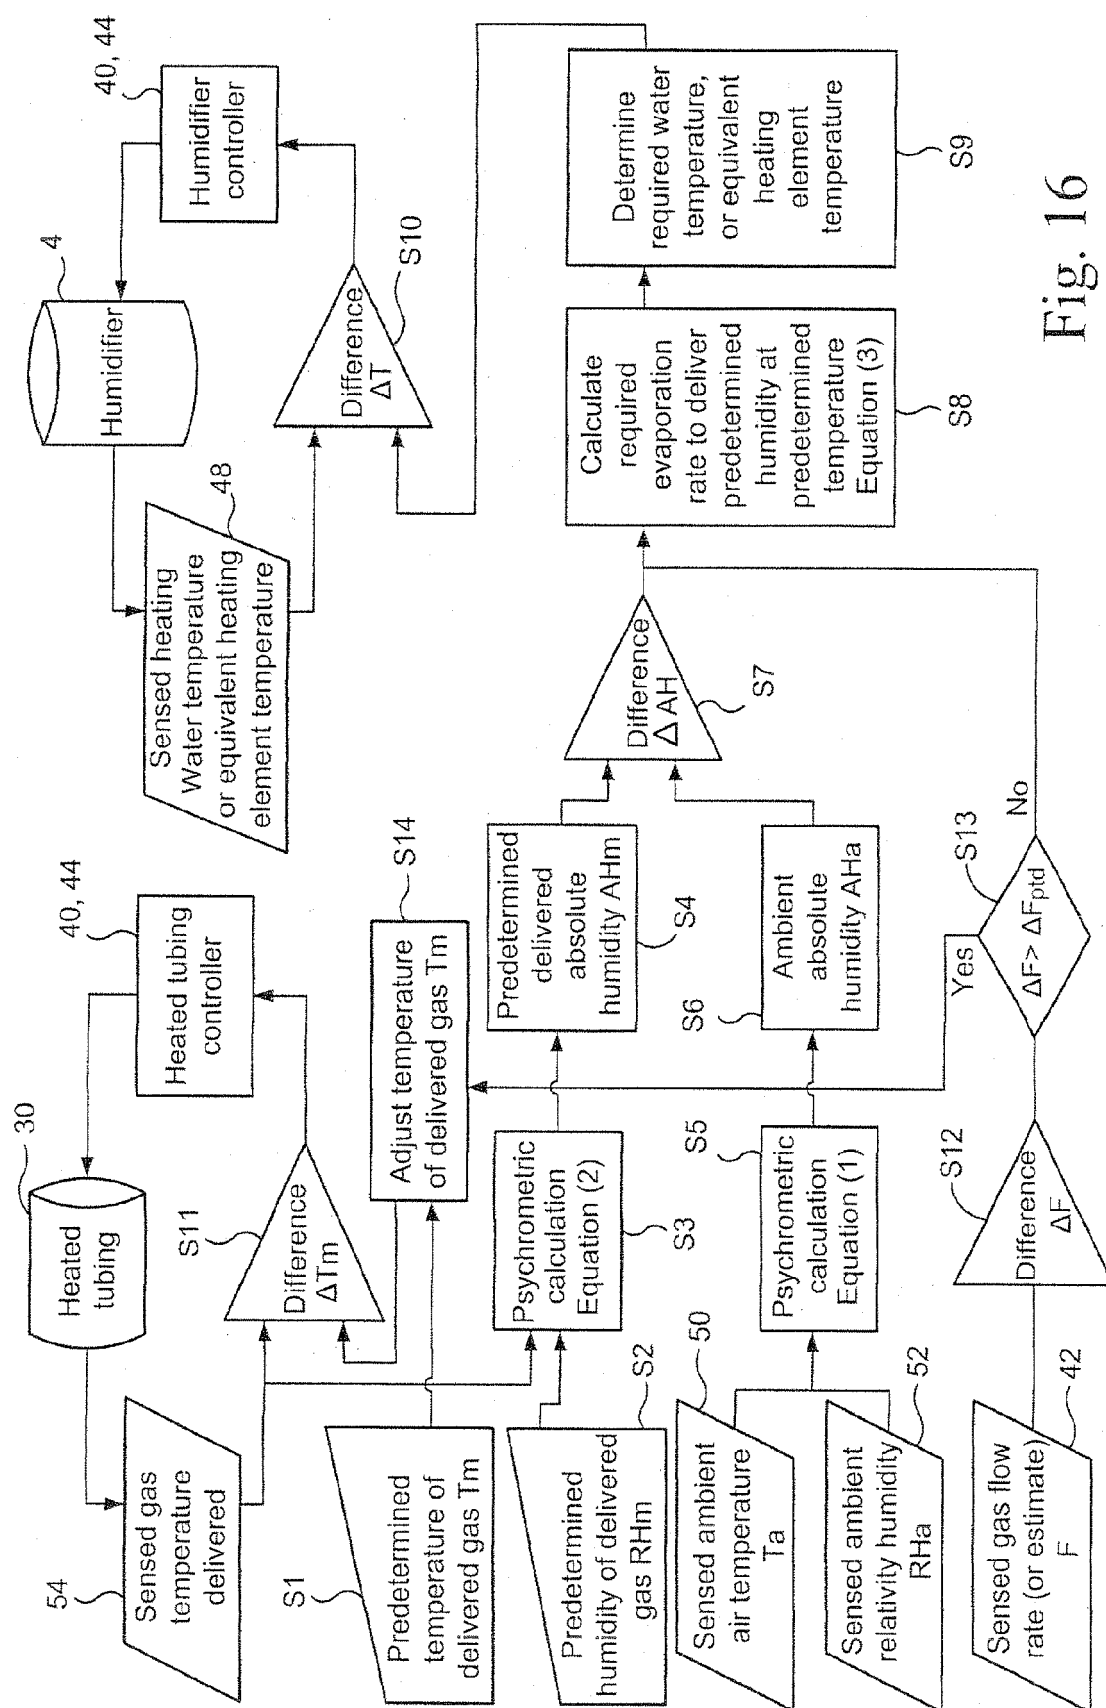 54
Sensed gas
temperature
delivered
30
Heated
tubing
40, 44
Heated tubing
controller
S11
Difference
ΔTm
48
Sensed heating
Water temperature
or equivalent heating
element temperature
4
Humidifier
40, 44
Humidifier
controller
Difference
ΔT
S10
S1
Predetermined
temperature of
delivered gas Tm
S14
Adjust temperature
of delivered gas Tm
Predetermined
humidity of delivered
gas RHm
S2
Psychrometric
calculation
Equation (2)
S3
Predetermined
delivered
absolute
humidity AHm
S4
Sensed ambient
air temperature
Ta
50
Sensed ambient
relativity humidity
RHa
52
S5
Psychrometric
calculation
Equation (1)
S6
Ambient
absolute
humidity AHa
Difference
Δ AH
S7
Calculate
required
evaporation
rate to deliver
predetermined
humidity at
predetermined
temperature
Equation (3)
S8
Determine
required water
temperature,
or equivalent
heating
element
temperature
S9
Sensed gas flow
rate (or estimate)
F
42
S12
Difference
ΔF
S13
ΔF> ΔFptd
Yes
No
Fig. 16